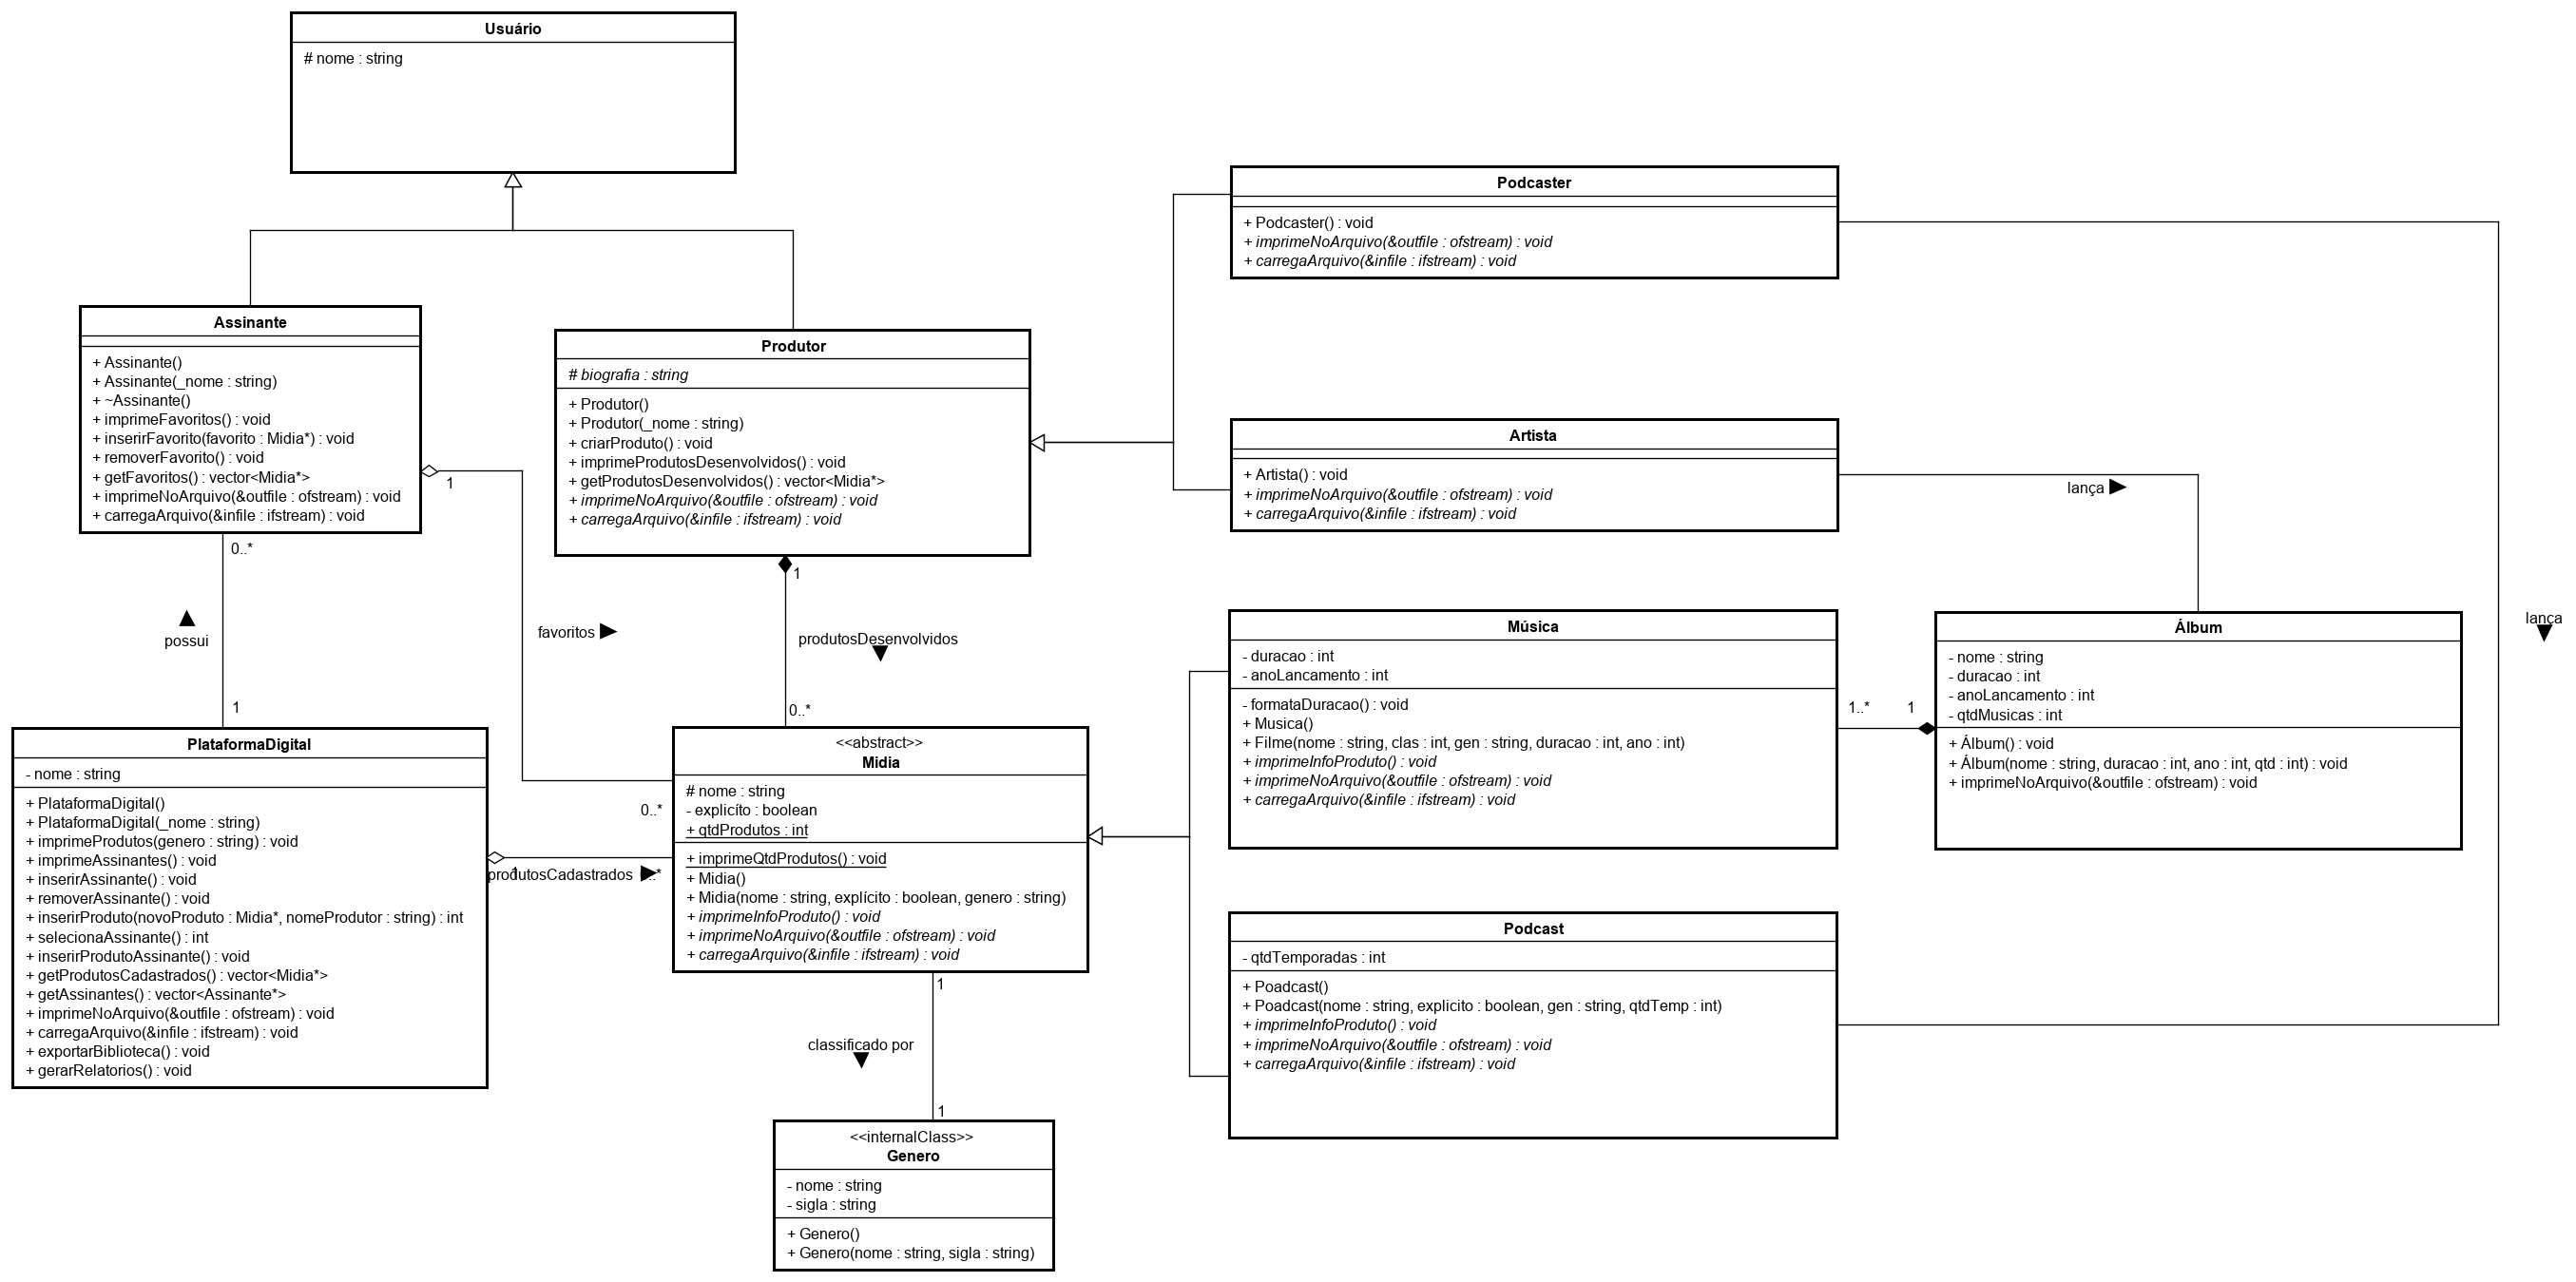 Usuário
# nome : string
Podcaster
+ Podcaster() : void
+ imprimeNoArquivo(&outfile : ofstream) : void
+ carregaArquivo(&infile : ifstream) : void
Assinante
+ Assinante()
+ Assinante(_nome : string)
+ ~Assinante()
+ imprimeFavoritos() : void
+ inserirFavorito(favorito : Midia*) : void
+ removerFavorito() : void
+ getFavoritos() : vector<Midia*>
+ imprimeNoArquivo(&outfile : ofstream) : void
+ carregaArquivo(&infile : ifstream) : void
Produtor
# biografia : string
+ Produtor()
+ Produtor(_nome : string)
+ criarProduto() : void
+ imprimeProdutosDesenvolvidos() : void
+ getProdutosDesenvolvidos() : vector<Midia*>
+ imprimeNoArquivo(&outfile : ofstream) : void
+ carregaArquivo(&infile : ifstream) : void
Artista
+ Artista() : void
+ imprimeNoArquivo(&outfile : ofstream) : void
+ carregaArquivo(&infile : ifstream) : void
lança
1
0..*
1
possui
favoritos
produtosDesenvolvidos
lança
1
0..*
0..*
Música
- duracao : int
- anoLancamento : int
- formataDuracao() : void
+ Musica()
+ Filme(nome : string, clas : int, gen : string, duracao : int, ano : int)
+ imprimeInfoProduto() : void
+ imprimeNoArquivo(&outfile : ofstream) : void
+ carregaArquivo(&infile : ifstream) : void
1..*
1
Álbum
- nome : string
- duracao : int
- anoLancamento : int
- qtdMusicas : int
+ Álbum() : void
+ Álbum(nome : string, duracao : int, ano : int, qtd : int) : void
+ imprimeNoArquivo(&outfile : ofstream) : void
PlataformaDigital
- nome : string
+ PlataformaDigital()
+ PlataformaDigital(_nome : string)
+ imprimeProdutos(genero : string) : void
+ imprimeAssinantes() : void
+ inserirAssinante() : void
+ removerAssinante() : void
+ inserirProduto(novoProduto : Midia*, nomeProdutor : string) : int
+ selecionaAssinante() : int
+ inserirProdutoAssinante() : void
+ getProdutosCadastrados() : vector<Midia*>
+ getAssinantes() : vector<Assinante*>
+ imprimeNoArquivo(&outfile : ofstream) : void
+ carregaArquivo(&infile : ifstream) : void
+ exportarBiblioteca() : void
+ gerarRelatorios() : void
1
produtosCadastrados
<<abstract>>
Midia
# nome : string
- explicíto : boolean
+ qtdProdutos : int
+ imprimeQtdProdutos() : void
+ Midia()
+ Midia(nome : string, explícito : boolean, genero : string)
+ imprimeInfoProduto() : void
+ imprimeNoArquivo(&outfile : ofstream) : void
+ carregaArquivo(&infile : ifstream) : void
Podcast
- qtdTemporadas : int
+ Poadcast()
+ Poadcast(nome : string, explicito : boolean, gen : string, qtdTemp : int)
+ imprimeInfoProduto() : void
+ imprimeNoArquivo(&outfile : ofstream) : void
+ carregaArquivo(&infile : ifstream) : void
1
classificado por
1
<<internalClass>>
Genero
- nome : string
- sigla : string
+ Genero()
+ Genero(nome : string, sigla : string)